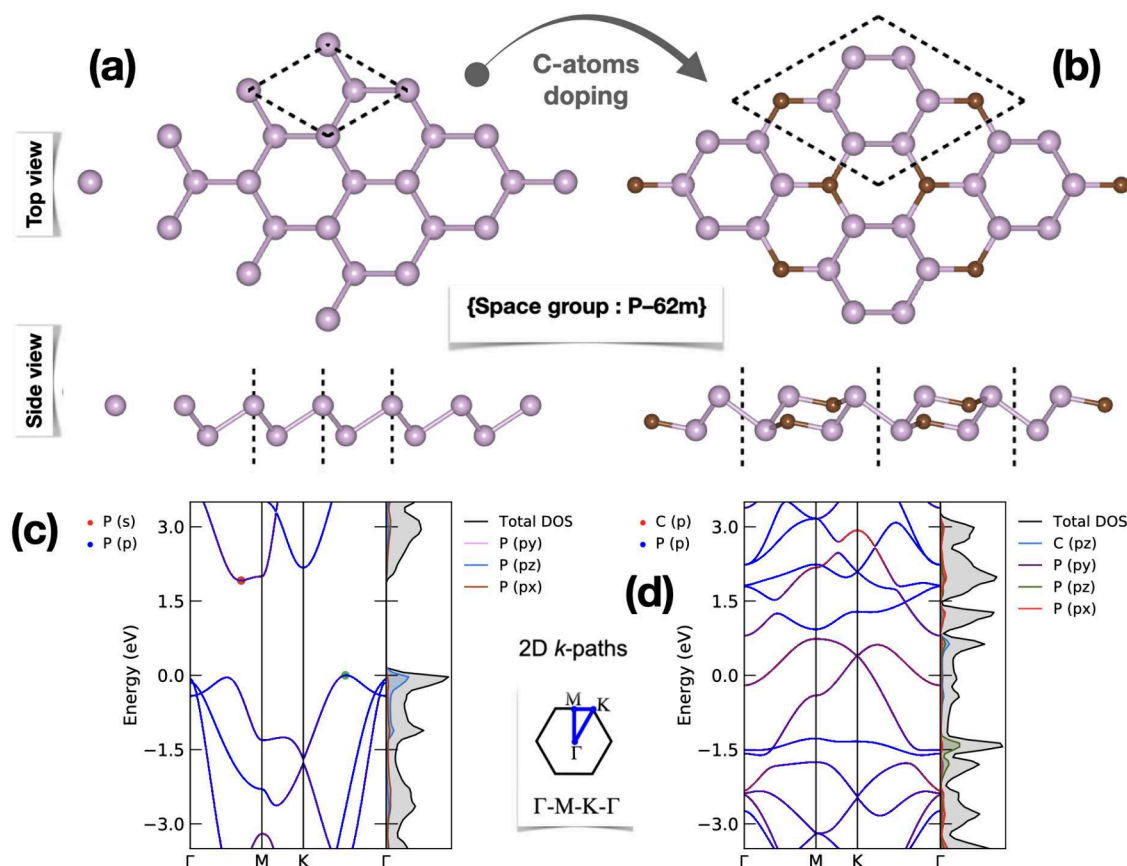 (a)
C-atoms
doping
(b)
Top view
{Space group : P–62m}
Side view
(c)
P (s)
P (p)
Energy (eV)
3.0
1.5
0.0
−1.5
−3.0
Γ M K Γ
Total DOS
P (py)
P (pz)
P (px)
2D k-paths
M
K
Γ
Γ-M-K-Γ
C (p)
P (p)
(d)
Energy (eV)
3.0
1.5
0.0
−1.5
−3.0
Γ M K Γ
Total DOS
C (pz)
P (py)
P (pz)
P (px)